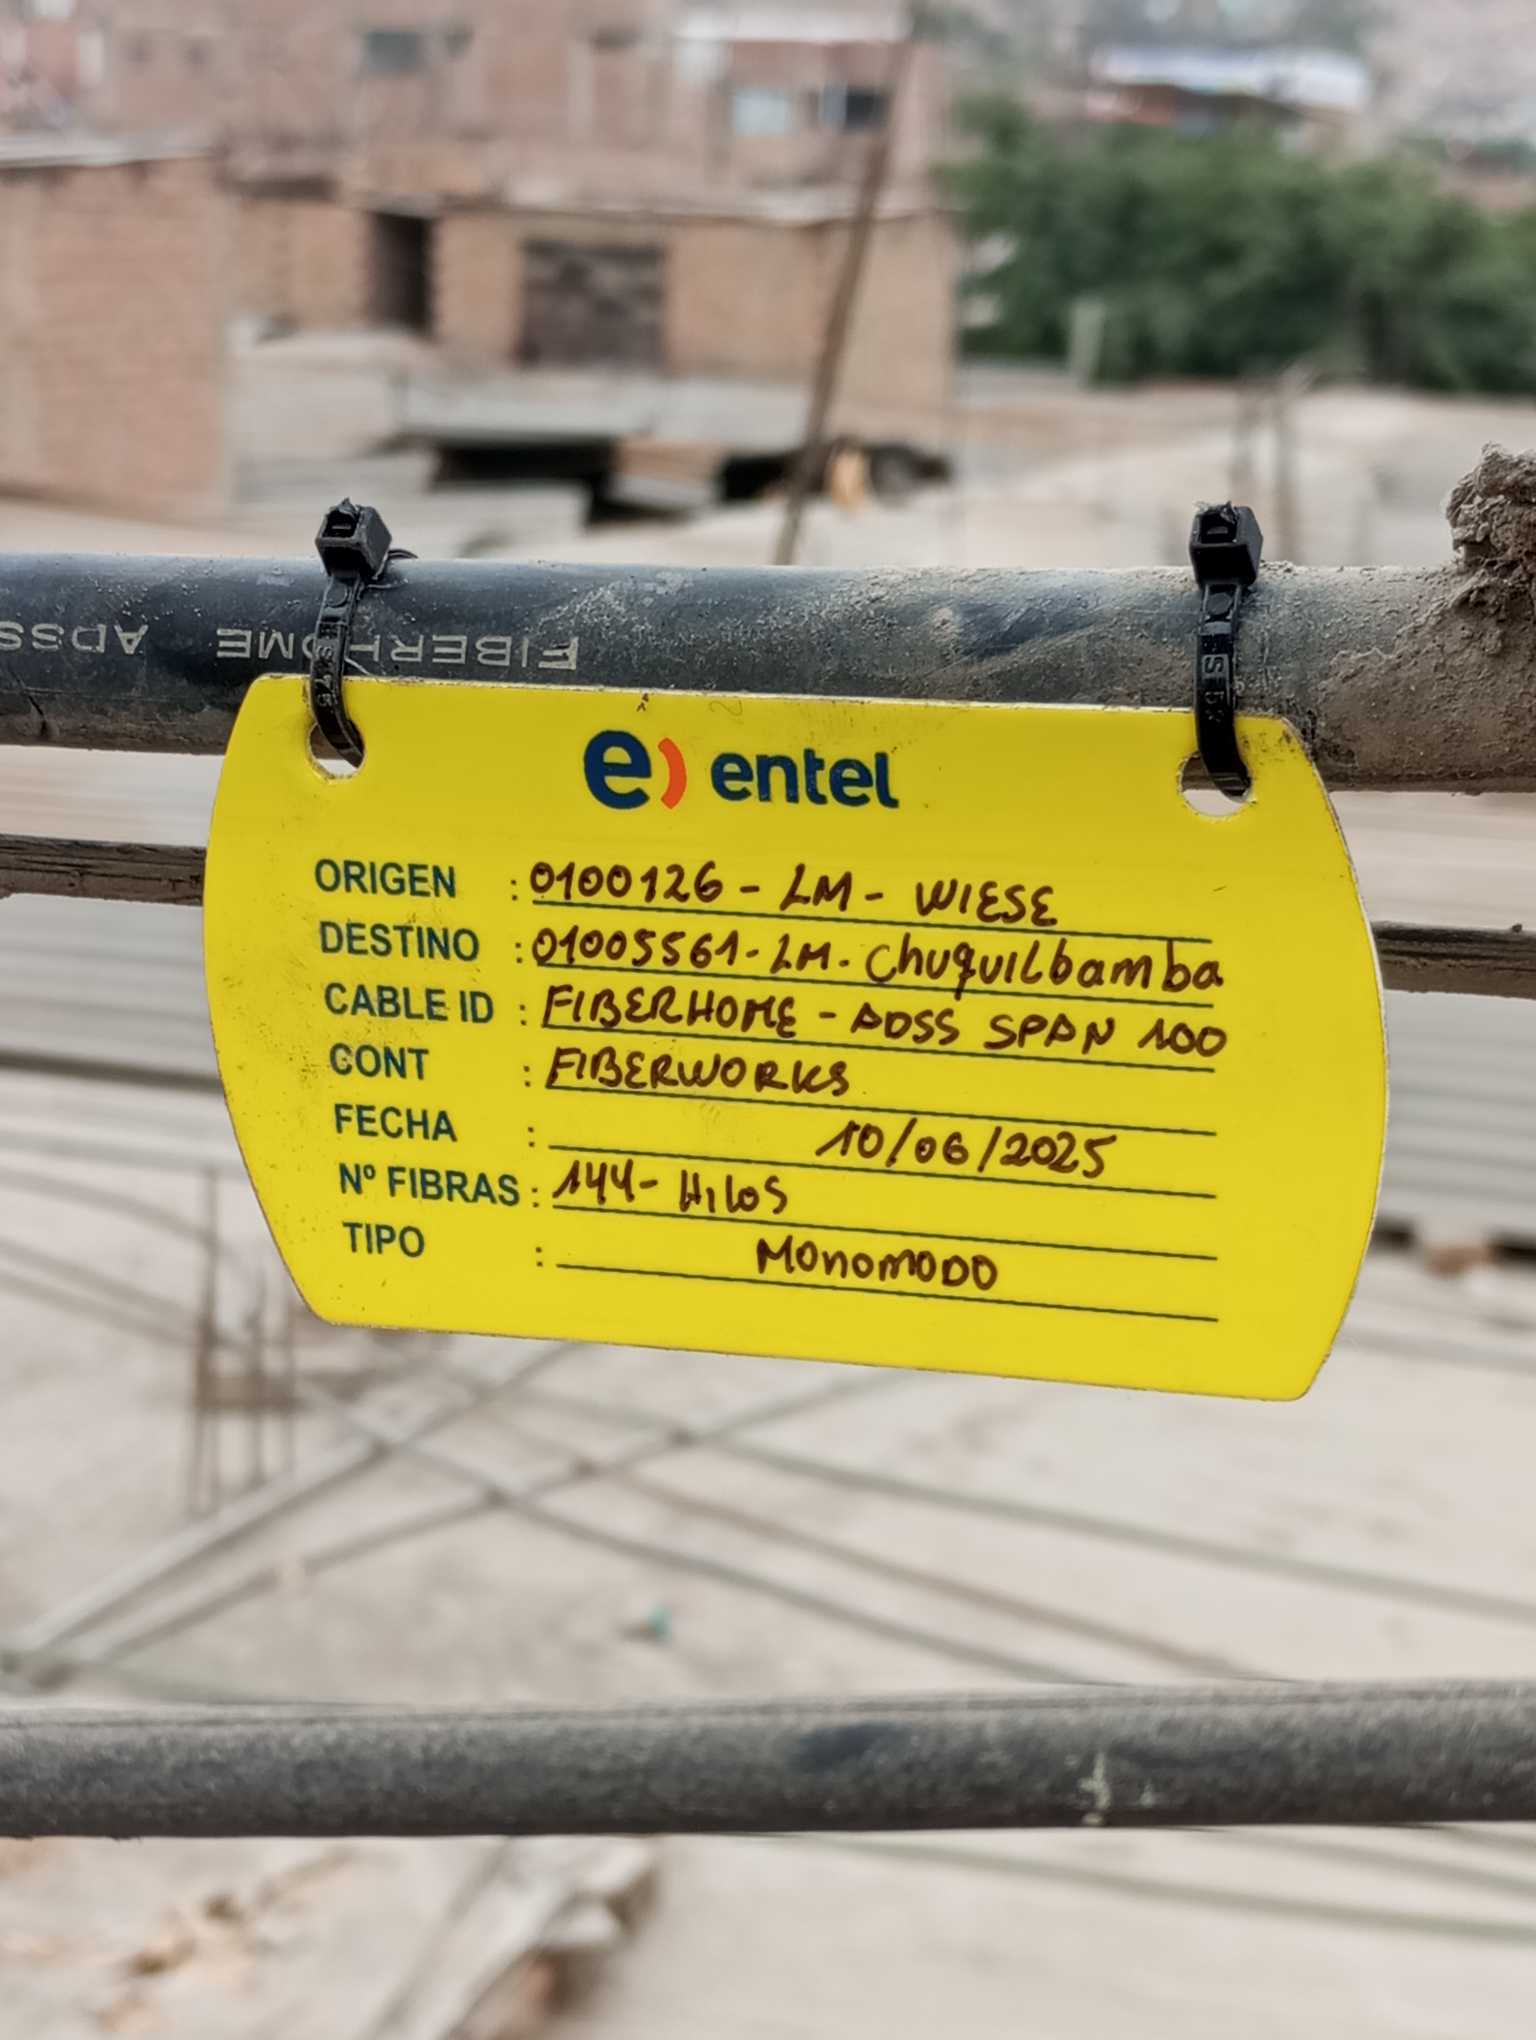 FIBERHOME ADSS
e) entel
ORIGEN : 0100126 - LM - WIESE
DESTINO : 01005561 - LM - Chuquilbamba
CABLE ID : FIBERHOME - ADSS SPAN 100
CONT : FIBERWORKS
FECHA : 10/06/2025
Nº FIBRAS : 144 - Hilos
TIPO : MONOMODO